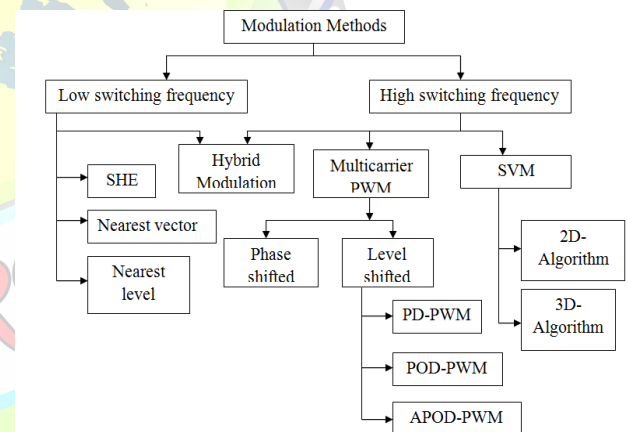 Modulation Methods
Low switching frequency
High switching frequency
Hybrid
Modulation
Multicarrier
PWM
SVM
SHE
Nearest vector
Nearest
level
Phase
shifted
Level
shifted
2D-
Algorithm
3D-
Algorithm
PD-PWM
POD-PWM
APOD-PWM